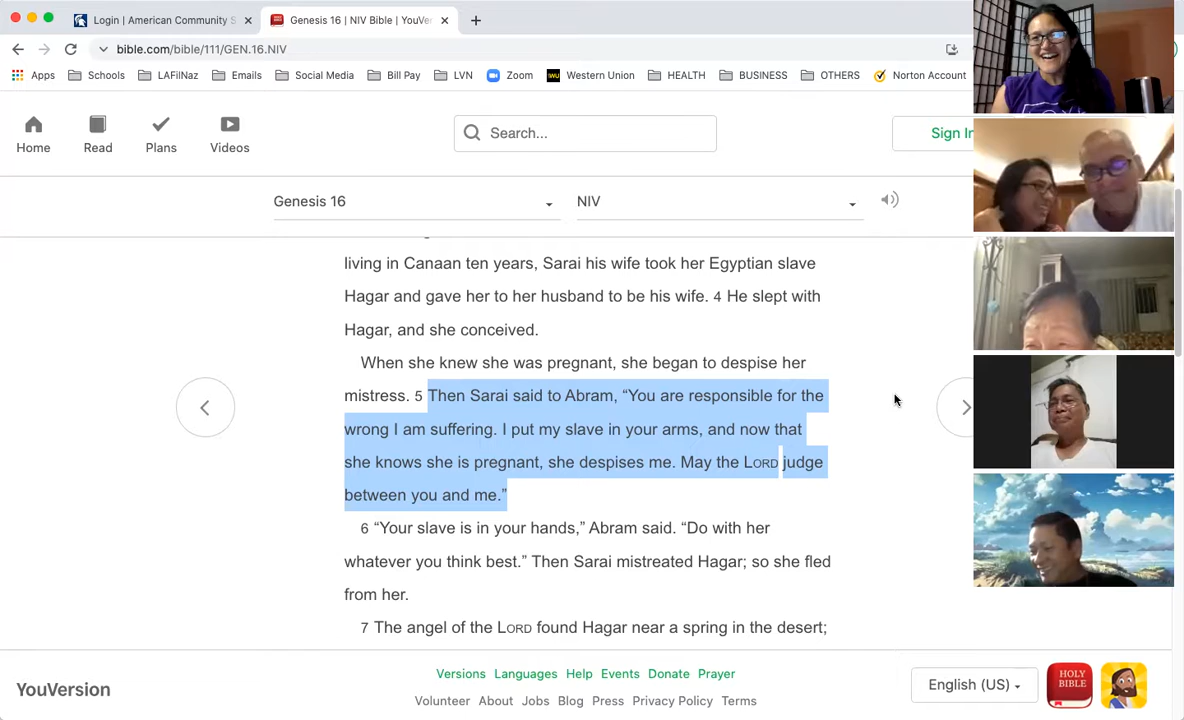 Login | American Community S
Genesis 16 | NIV Bible | YouVer
bible.com/bible/111/GEN.16.NIV
Apps Schools LAFilNaz Emails Social Media Bill Pay LVN Zoom WU Western Union HEALTH BUSINESS OTHERS Norton Account
Home Read Plans Videos
Search...
Sign In
Genesis 16
NIV
living in Canaan ten years, Sarai his wife took her Egyptian slave
Hagar and gave her to her husband to be his wife. 4 He slept with
Hagar, and she conceived.
When she knew she was pregnant, she began to despise her
mistress. 5 Then Sarai said to Abram, “You are responsible for the
wrong I am suffering. I put my slave in your arms, and now that
she knows she is pregnant, she despises me. May the LORD judge
between you and me.”
6 “Your slave is in your hands,” Abram said. “Do with her
whatever you think best.” Then Sarai mistreated Hagar; so she fled
from her.
7 The angel of the LORD found Hagar near a spring in the desert;
Versions Languages Help Events Donate Prayer
YouVersion
Volunteer About Jobs Blog Press Privacy Policy Terms
English (US)
HOLY
BIBLE